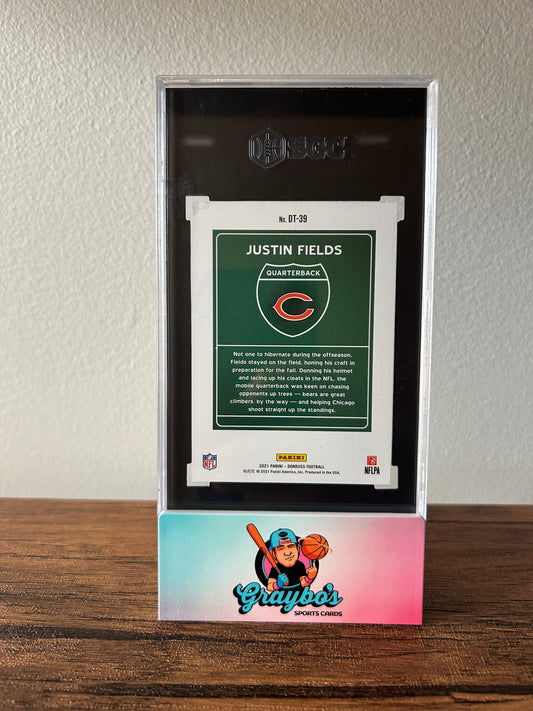 SGC
No. DT-39
JUSTIN FIELDS
QUARTERBACK
C
Not one to hibernate during the offseason,
Fields stayed on the field, honing his craft in
preparation for the fall. Donning his helmet
and lacing up his cleats in the NFL, the
mobile quarterback was keen on chasing
opponents up trees — bears are great
climbers, by the way — and helping Chicago
shoot straight up the standings.
PANINI
NFL
NFLPA
2021 PANINI - DONRUSS FOOTBALL
© 2021 Panini America, Inc. Produced in the USA.
Graybo's
SPORTS CARDS